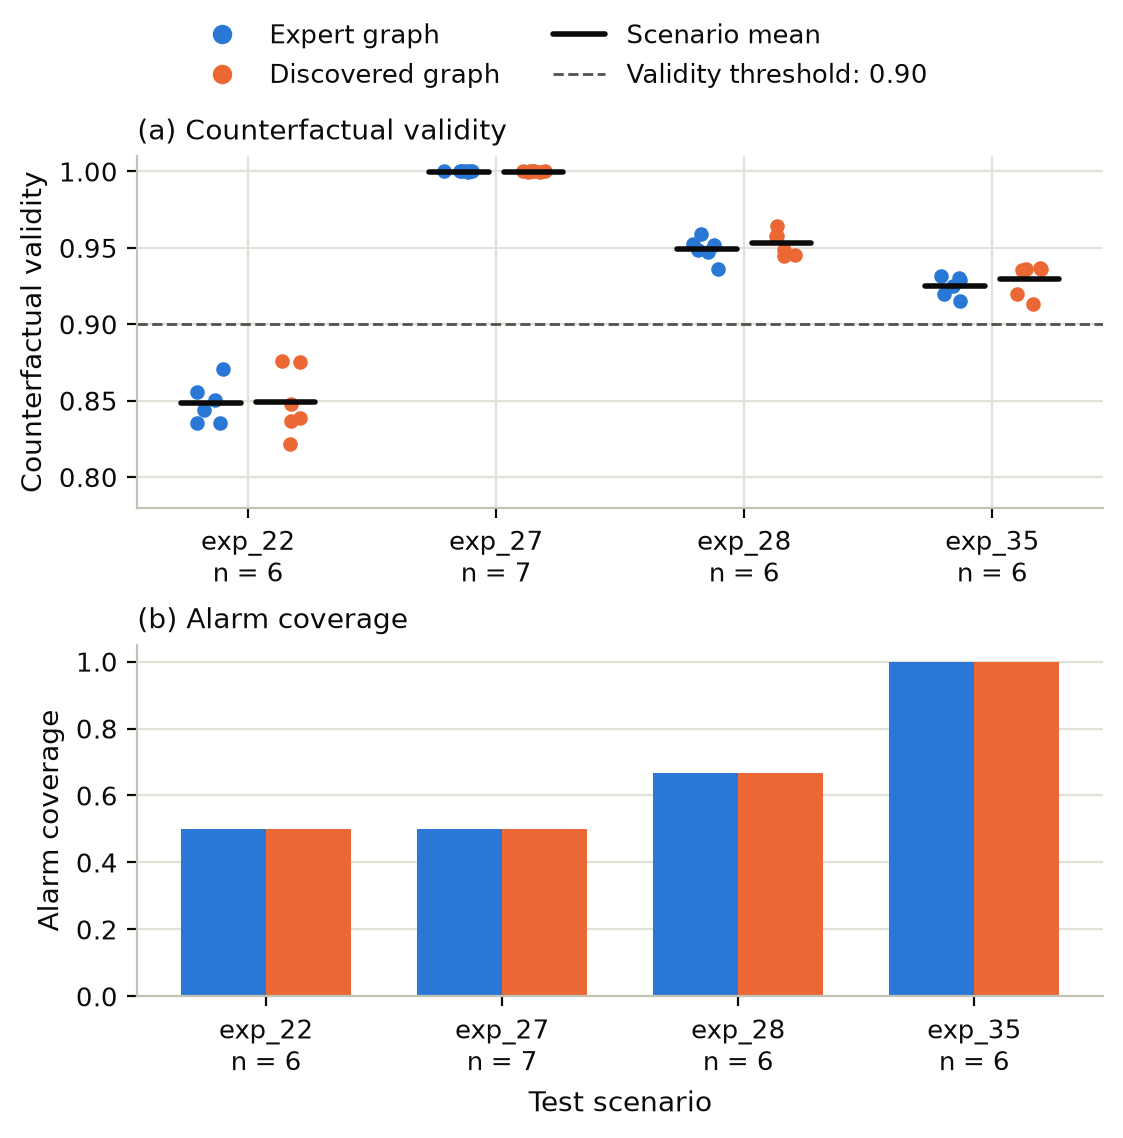 Expert graph
Discovered graph
Scenario mean
Validity threshold: 0.90
(a) Counterfactual validity
Counterfactual validity
1.00
0.95
0.90
0.85
0.80
exp_22
n = 6
exp_27
n = 7
exp_28
n = 6
exp_35
n = 6
(b) Alarm coverage
Alarm coverage
1.0
0.8
0.6
0.4
0.2
0.0
exp_22
n = 6
exp_27
n = 7
exp_28
n = 6
exp_35
n = 6
Test scenario